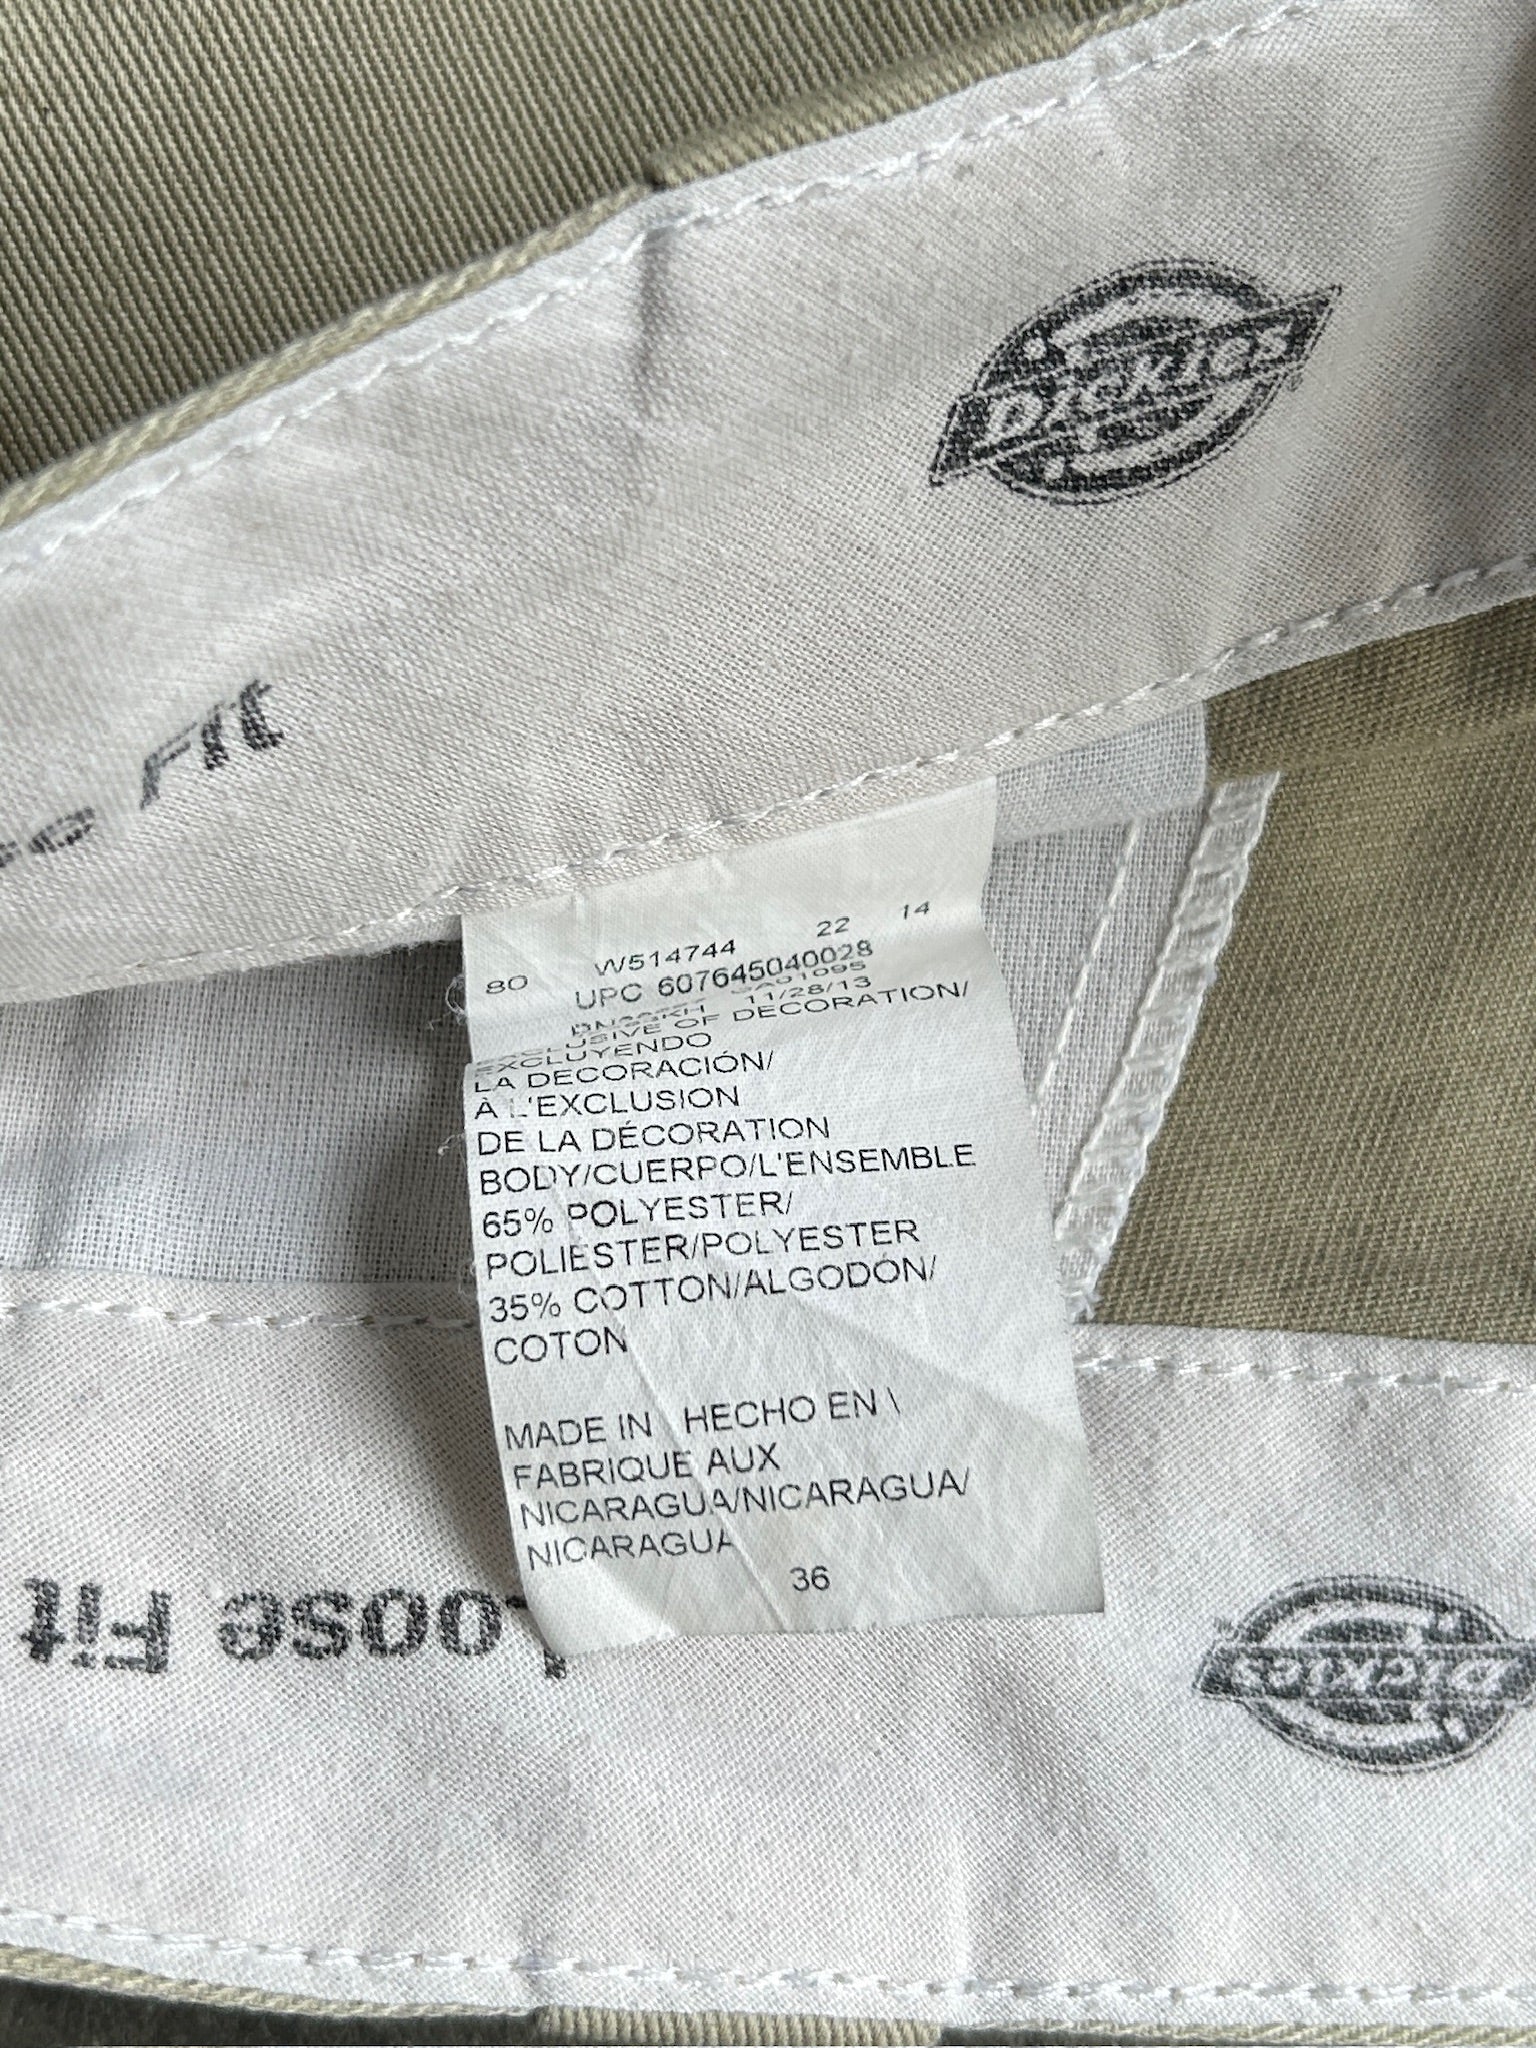 Dickies
Fit
22 14
80 W514744
UPC 607645040028
11/28/13
EXCLUSIVE OF DECORATION/
EXCLUYENDO
LA DECORACIÓN/
À L'EXCLUSION
DE LA DÉCORATION
BODY/CUERPO/L'ENSEMBLE
65% POLYESTER/
POLIESTER/POLYESTER
35% COTTON/ALGODÓN/
COTON
MADE IN HECHO EN \
FABRIQUE AUX
NICARAGUA/NICARAGUA/
NICARAGUA
36
Loose Fit
Dickies